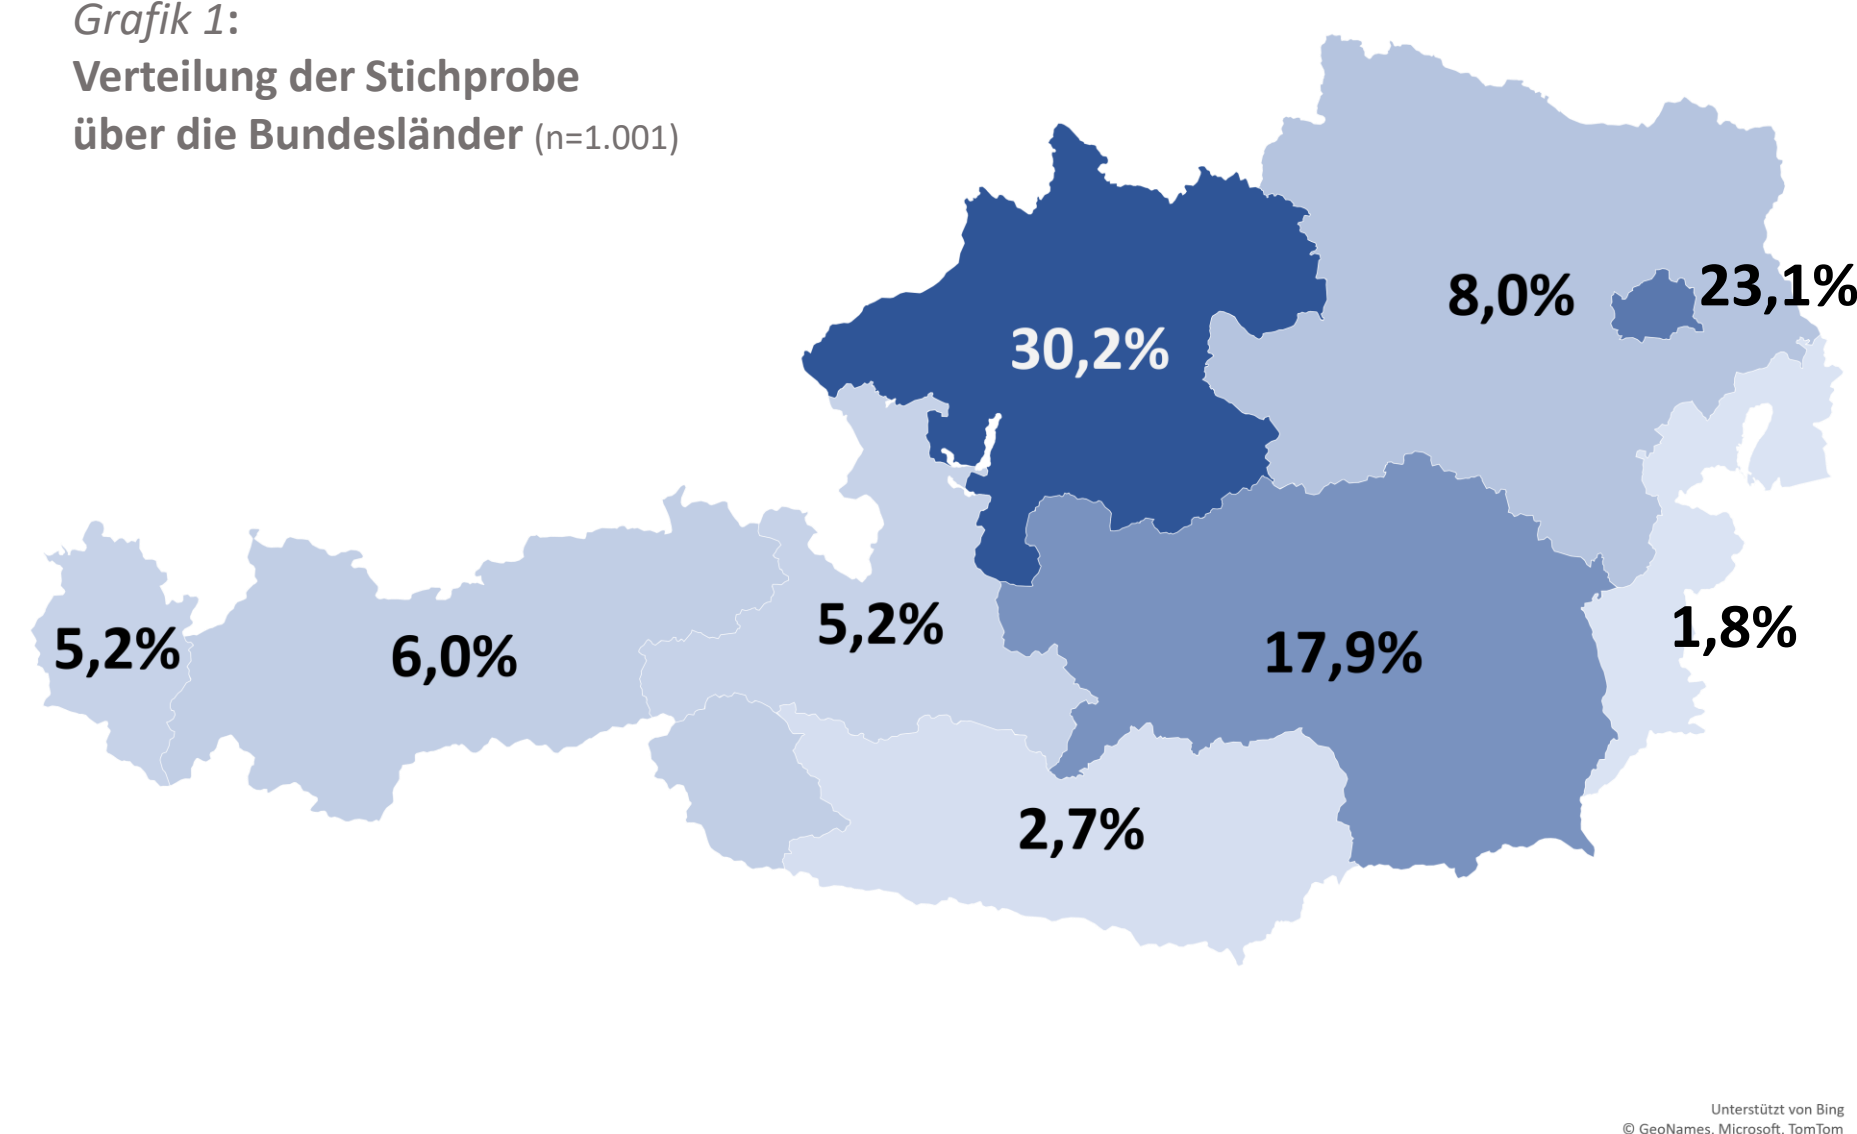 Grafik 1:
Verteilung der Stichprobe
über die Bundesländer (n=1.001)
8,0%
23,1%
30,2%
5,2%
6,0%
5,2%
17,9%
1,8%
2,7%
Unterstützt von Bing
© GeoNames, Microsoft, TomTom